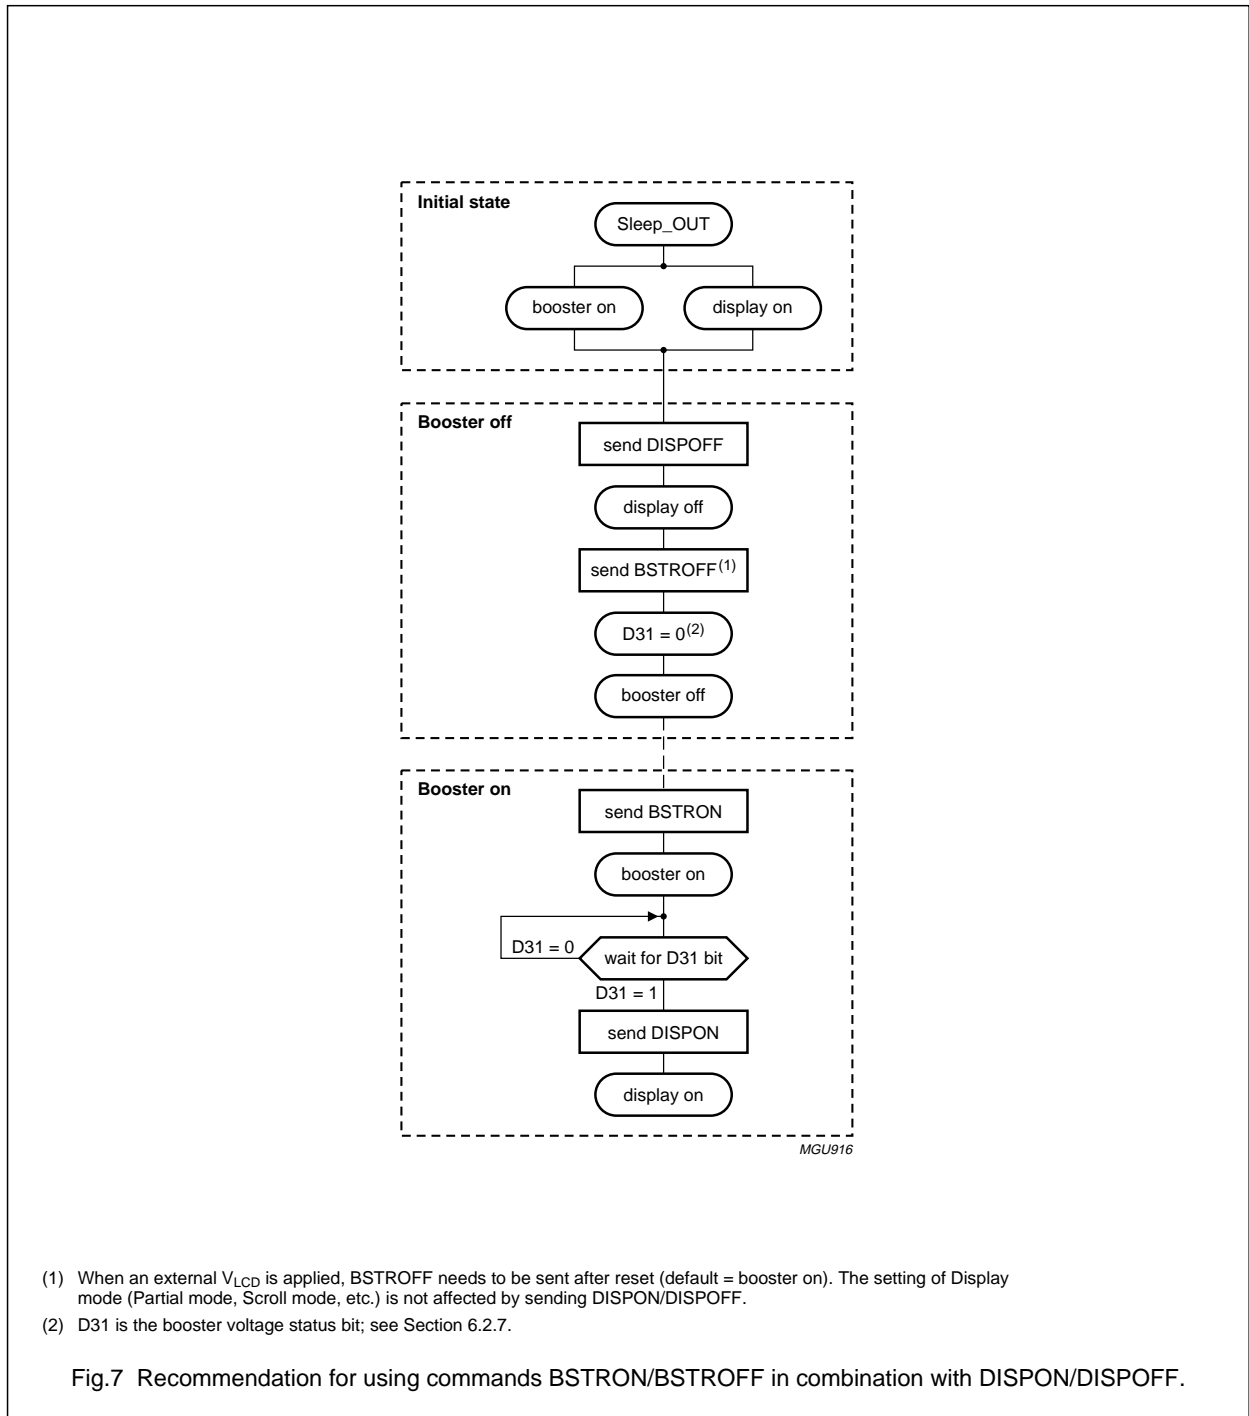 Initial state
Sleep_OUT
booster on
display on
Booster off
send DISPOFF
display off
send BSTROFF(1)
D31 = 0(2)
booster off
Booster on
send BSTRON
booster on
D31 = 0
wait for D31 bit
D31 = 1
send DISPON
display on
MGU916
(1) When an external VLCD is applied, BSTROFF needs to be sent after reset (default = booster on). The setting of Display
mode (Partial mode, Scroll mode, etc.) is not affected by sending DISPON/DISPOFF.
(2) D31 is the booster voltage status bit; see Section 6.2.7.
Fig.7 Recommendation for using commands BSTRON/BSTROFF in combination with DISPON/DISPOFF.